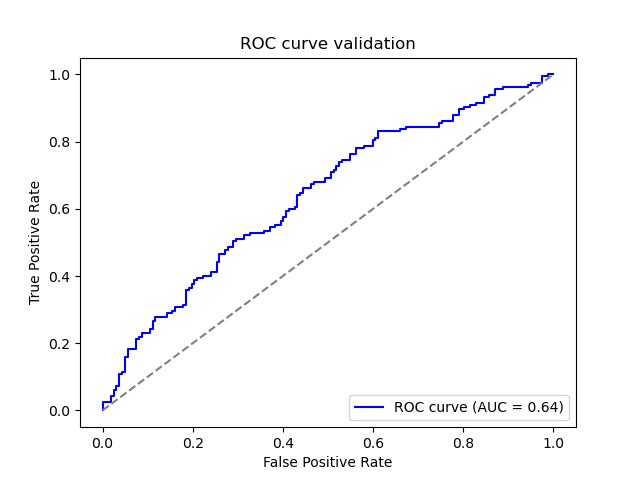 ROC curve validation
True Positive Rate
1.0
0.8
0.6
0.4
0.2
0.0
ROC curve (AUC = 0.64)
0.0 0.2 0.4 0.6 0.8 1.0
False Positive Rate